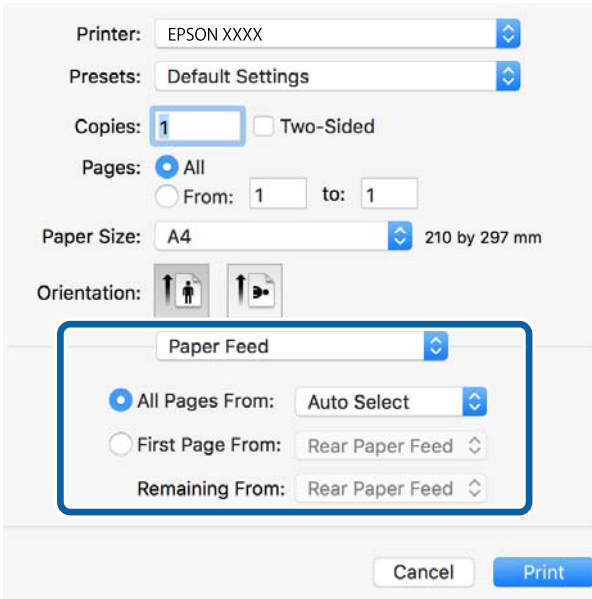 Printer: EPSON XXXX
Presets: Default Settings
Copies: 1 Two-Sided
Pages: All
From: 1 to: 1
Paper Size: A4 210 by 297 mm
Orientation:
Paper Feed
All Pages From: Auto Select
First Page From: Rear Paper Feed
Remaining From: Rear Paper Feed
Cancel Print